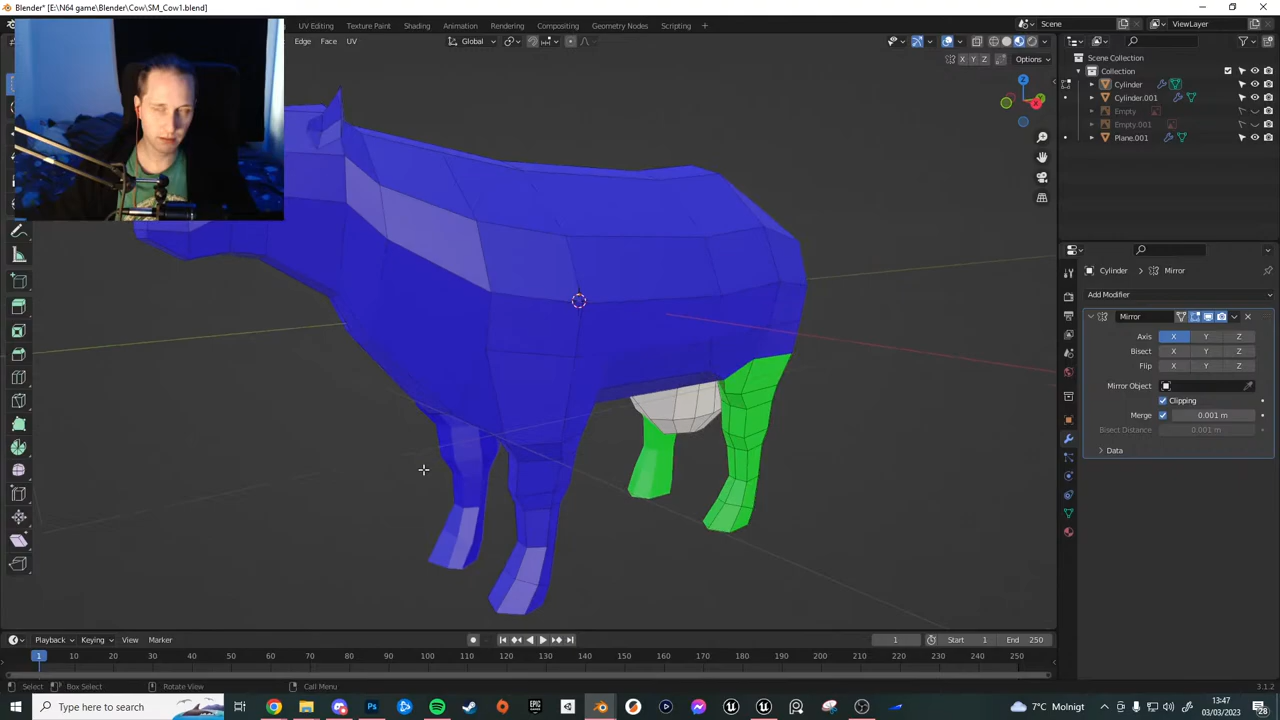 Blender* [E:\N64 game\Blender\Cow\SM_Cow1.blend]
UV Editing Texture Paint Shading Animation Rendering Compositing Geometry Nodes Scripting +
Scene ViewLayer
Edge Face UV Global
Options
X Y Z
Scene Collection
Collection
Cylinder
Cylinder.001
Empty
Empty.001
Plane.001
Cylinder > Mirror
Add Modifier
Mirror
Axis X Y Z
Bisect X Y Z
Flip X Y Z
Mirror Object
Clipping
Merge 0.001 m
Bisect Distance 0.001 m
Data
Playback Keying View Marker 1 Start 1 End 250
1 20 30 40 50 60 70 80 90 100 110 120 130 140 150 160 170 180 190 200 210 220 230 240 250
Select Box Select Rotate View Call Menu 3.1.2
Type here to search 7°C Molnigt 13:47
03/03/2023